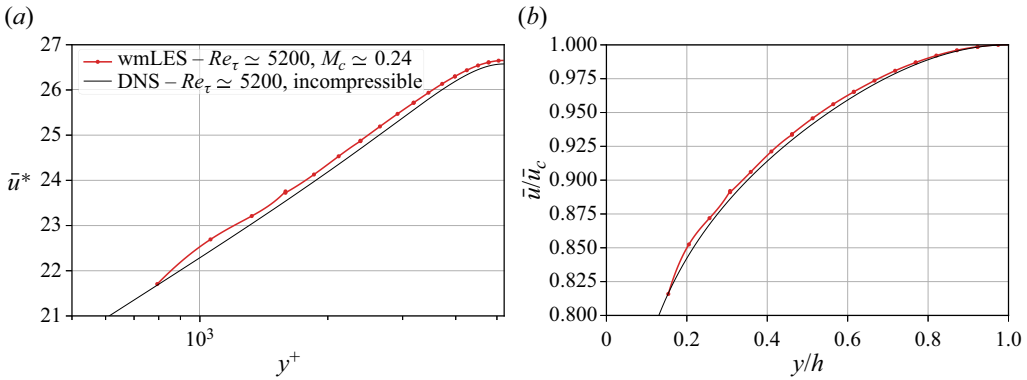 (a)
27
26
25
24
23
22
21
ū*
wmLES – Reτ ≃ 5200, Mc ≃ 0.24
DNS – Reτ ≃ 5200, incompressible
10³
y⁺
(b)
1.000
0.975
0.950
0.925
0.900
0.875
0.850
0.825
0.800
ū/ūc
0
0.2
0.4
0.6
0.8
1.0
y/h